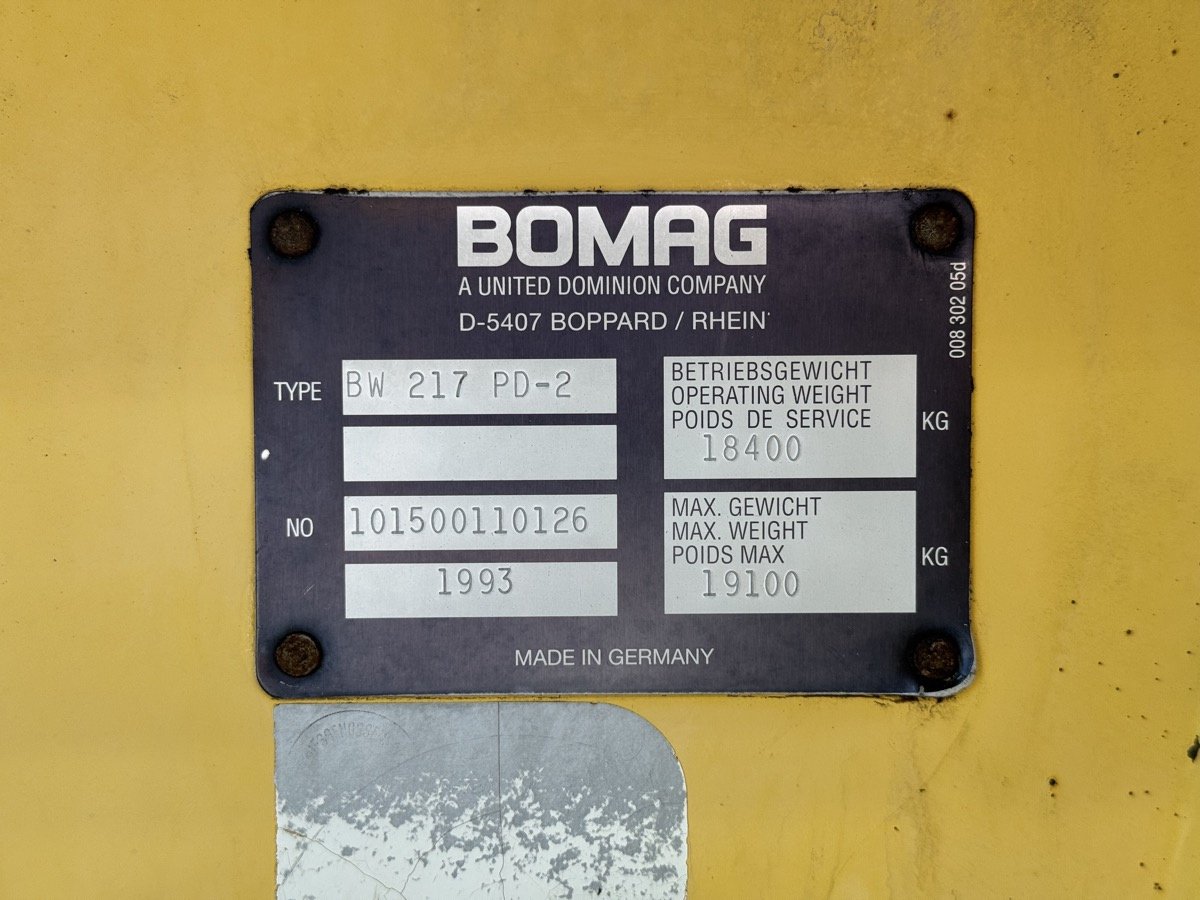 BOMAG
A UNITED DOMINION COMPANY
D-5407 BOPPARD / RHEIN
008 302 05d
TYPE BW 217 PD-2
BETRIEBSGEWICHT
OPERATING WEIGHT
POIDS DE SERVICE
18400 KG
NO 101500110126
1993
MAX. GEWICHT
MAX. WEIGHT
POIDS MAX
19100 KG
MADE IN GERMANY